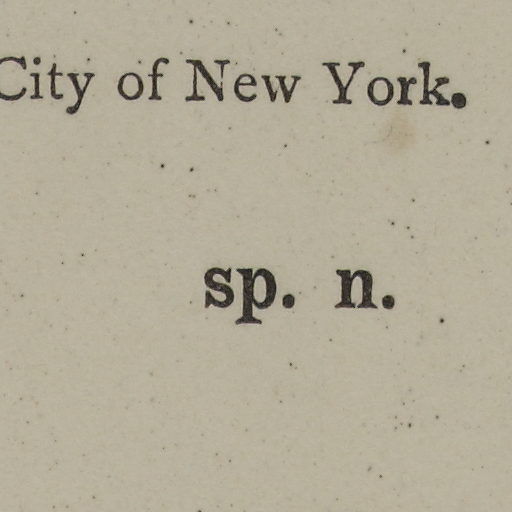 City of New York.
sp. n.